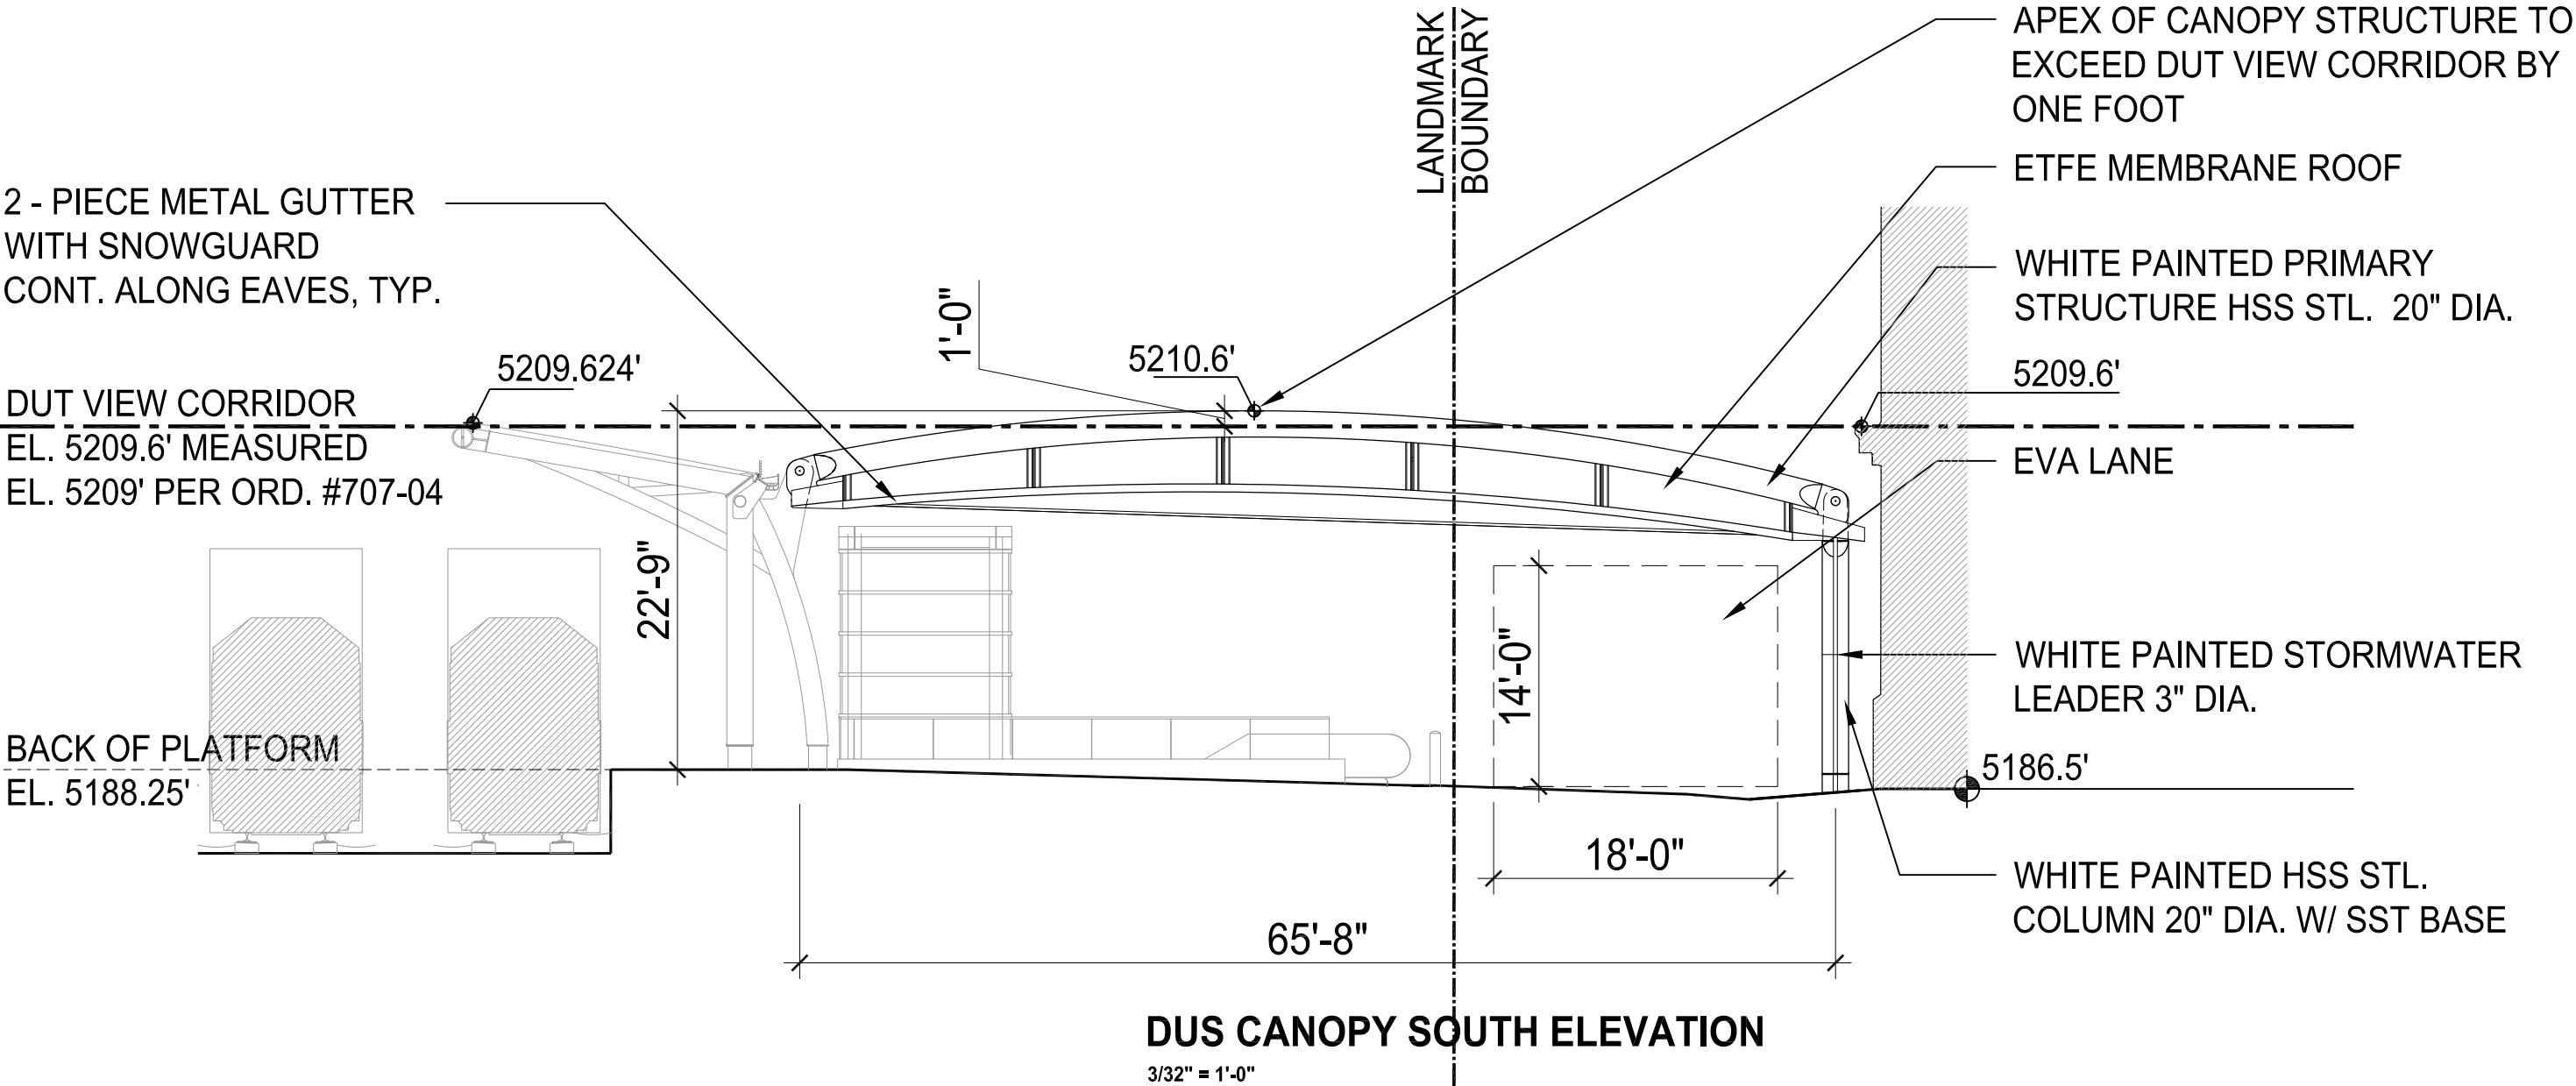 LANDMARK
BOUNDARY
APEX OF CANOPY STRUCTURE TO
EXCEED DUT VIEW CORRIDOR BY
ONE FOOT
ETFE MEMBRANE ROOF
2 - PIECE METAL GUTTER
WITH SNOWGUARD
CONT. ALONG EAVES, TYP.
WHITE PAINTED PRIMARY
STRUCTURE HSS STL. 20" DIA.
1'-0"
5209.624'
5210.6'
5209.6'
DUT VIEW CORRIDOR
EL. 5209.6' MEASURED
EL. 5209' PER ORD. #707-04
EVA LANE
22'-9"
14'-0"
WHITE PAINTED STORMWATER
LEADER 3" DIA.
BACK OF PLATFORM
EL. 5188.25'
5186.5'
18'-0"
WHITE PAINTED HSS STL.
COLUMN 20" DIA. W/ SST BASE
65'-8"
DUS CANOPY SOUTH ELEVATION
3/32" = 1'-0"